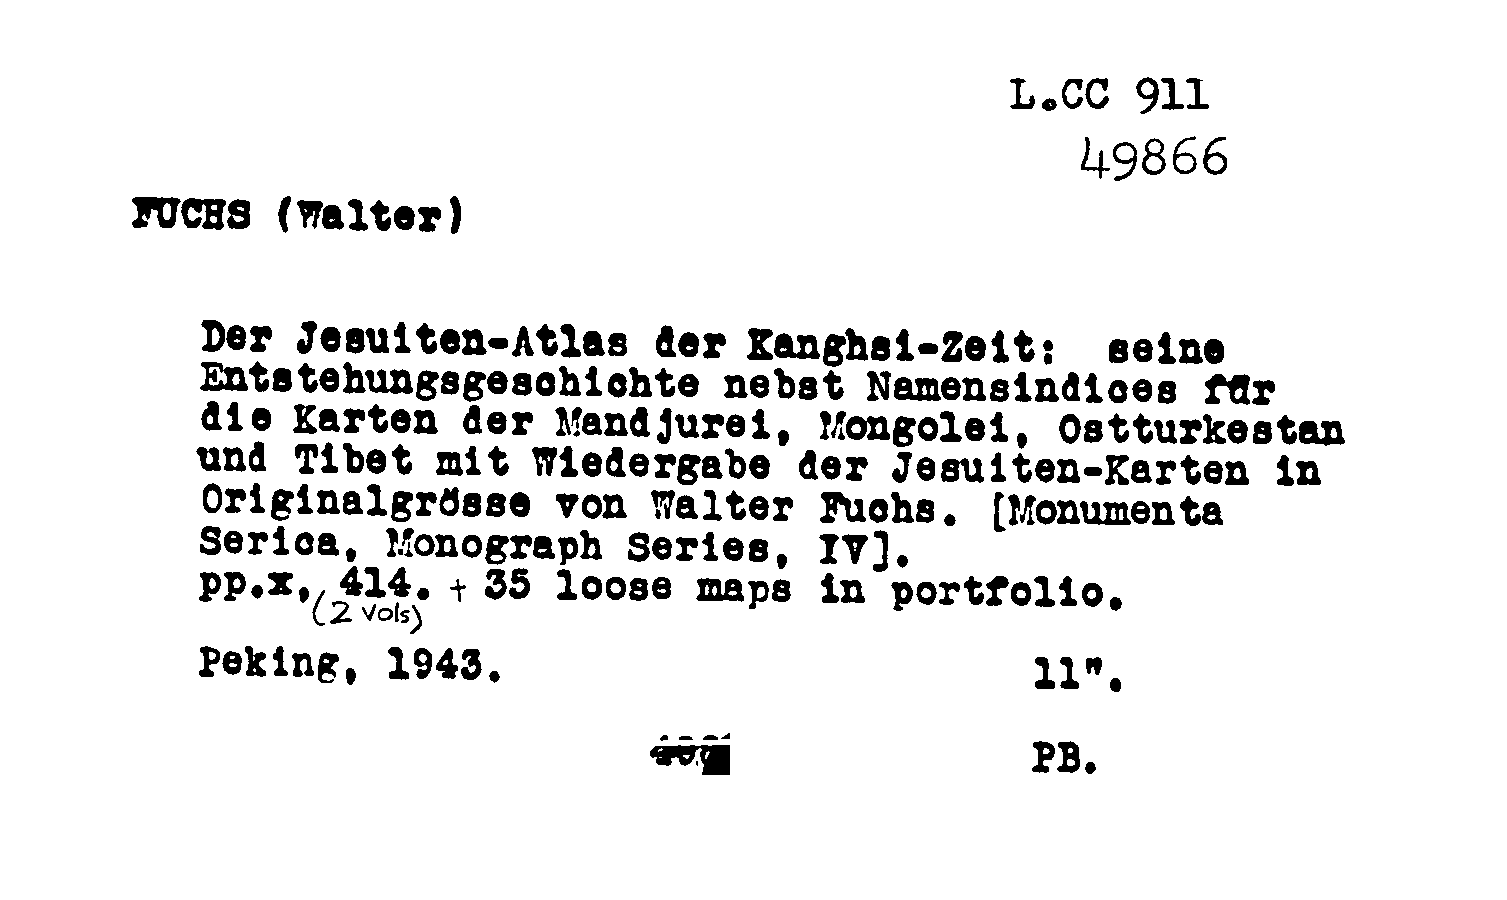 L.CC 911
49866
FUCHS (Walter)
Der Jesuiten-Atlas der Kanghsi-Zeit: seine
Entstehungsgeschichte nebst Namensindices für
die Karten der Mandjurei, Mongolei, Ostturkestan
und Tibet mit Wiedergabe der Jesuiten-Karten in
Originalgrösse von Walter Fuchs. [Monumenta
Serica, Monograph Series, IV].
pp.x, 414. + 35 loose maps in portfolio.
(2 vols)
Peking, 1943. 11".
PB.